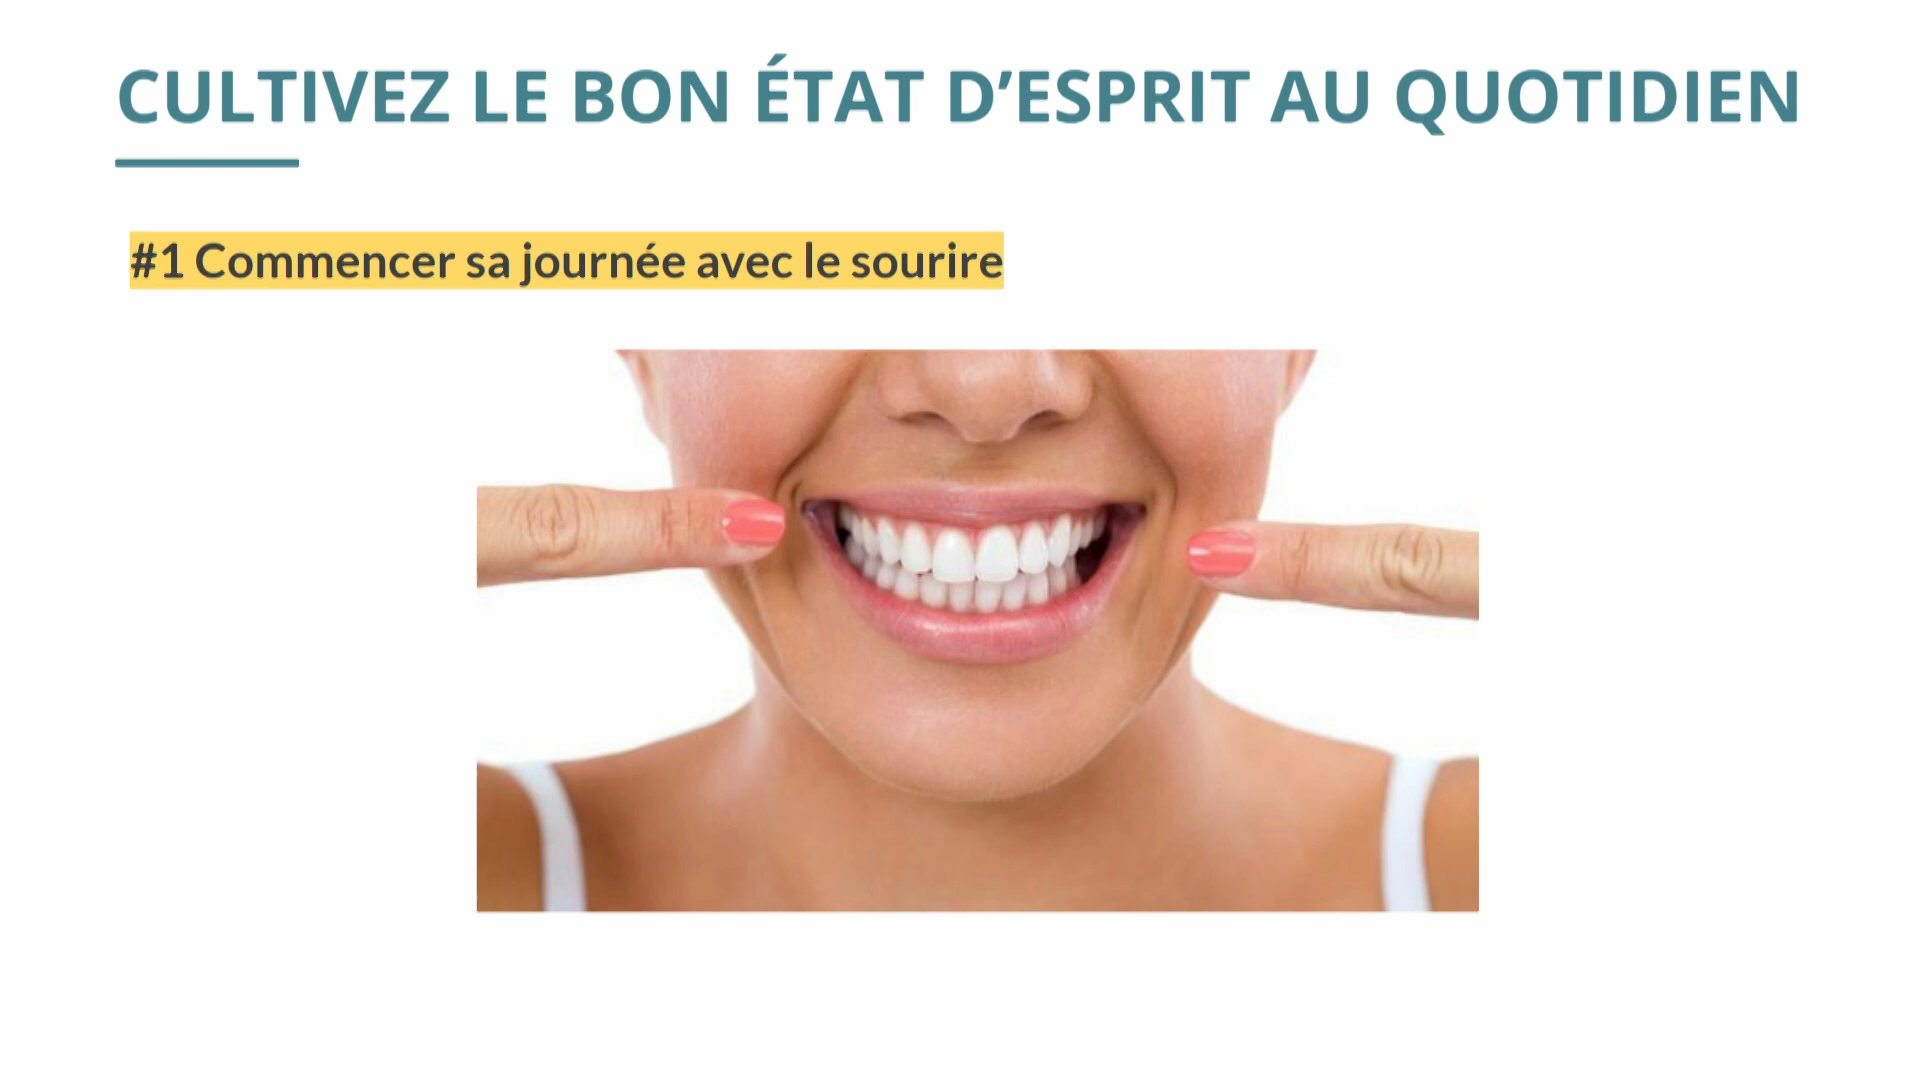 CULTIVEZ LE BON ÉTAT D’ESPRIT AU QUOTIDIEN
#1 Commencer sa journée avec le sourire